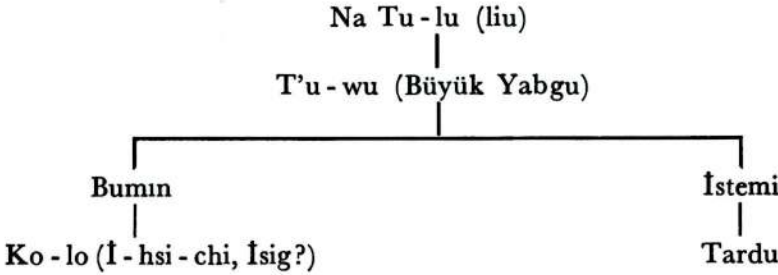 Na Tu - lu (liu)
T'u - wu (Büyük Yabgu)
Bumın İstemi
Ko - lo (İ - hsi - chi, İsig?) Tardu